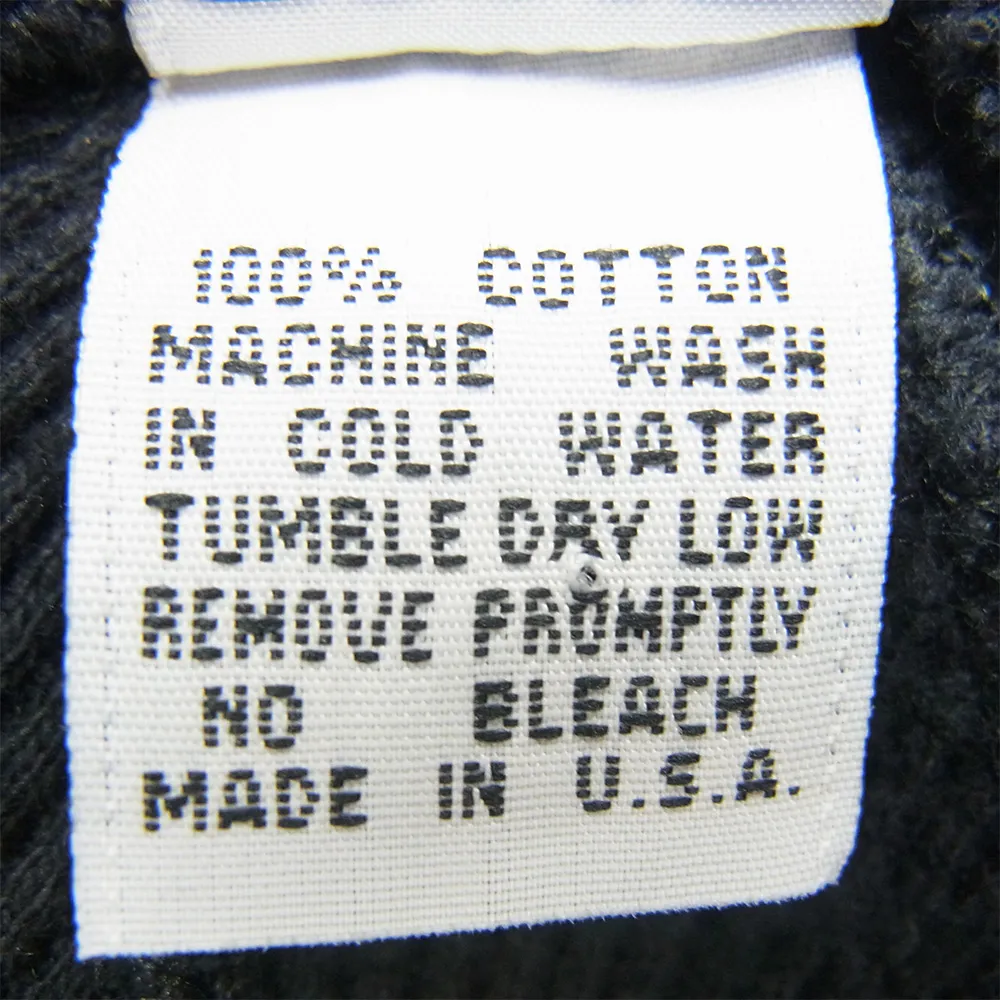 100% COTTON
MACHINE WASH
IN COLD WATER
TUMBLE DRY LOW
REMOVE PROMPTLY
NO BLEACH
MADE IN U.S.A.